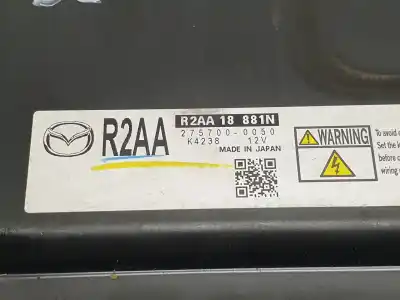 R2AA
R2AA 18 881N
275700-0050
K4238 12V
MADE IN JAPAN
WARNING
To avoid
Set the
before
wiring